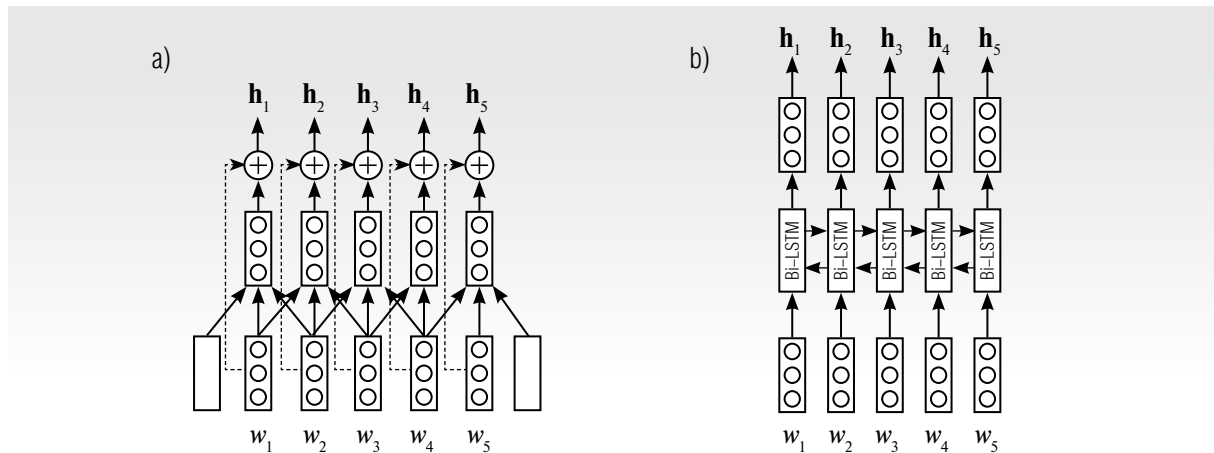 a)
h₁ h₂ h₃ h₄ h₅
+ + + + +
w₁ w₂ w₃ w₄ w₅
b)
h₁ h₂ h₃ h₄ h₅
Bi-LSTM Bi-LSTM Bi-LSTM Bi-LSTM Bi-LSTM
w₁ w₂ w₃ w₄ w₅